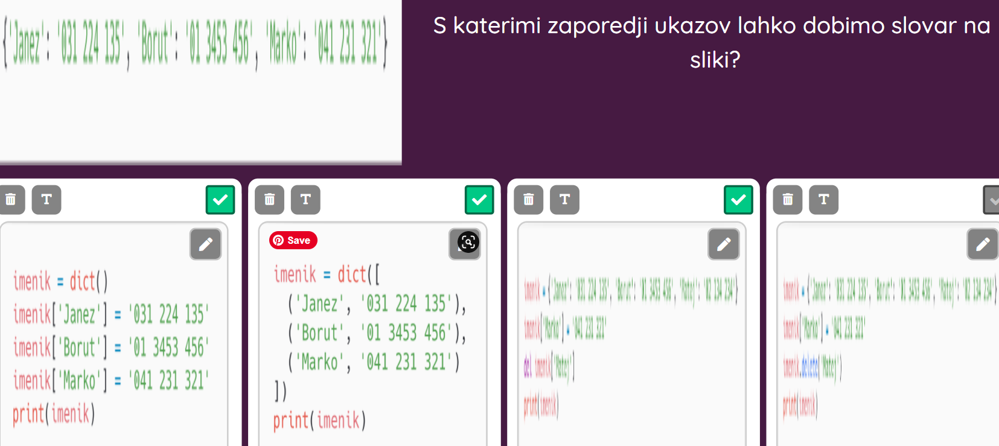 {'Janez': '031 224 135', 'Borut': '01 3453 456', 'Marko': '041 231 321'}
S katerimi zaporedji ukazov lahko dobimo slovar na
sliki?
T
T
T
T
Save
imenik = dict()
imenik['Janez'] = '031 224 135'
imenik['Borut'] = '01 3453 456'
imenik['Marko'] = '041 231 321'
print(imenik)
imenik = dict([
('Janez', '031 224 135'),
('Borut', '01 3453 456'),
('Marko', '041 231 321')
])
print(imenik)
imenik = {'Janez': '031 224 135', 'Borut': '01 3453 456', 'Matej': '02 134 234'}
imenik['Marko'] = '041 231 321'
del imenik['Matej']
print(imenik)
imenik = {'Janez': '031 224 135', 'Borut': '01 3453 456', 'Matej': '02 134 234'}
imenik['Marko'] = '041 231 321'
imenik.delete('Matej')
print(imenik)